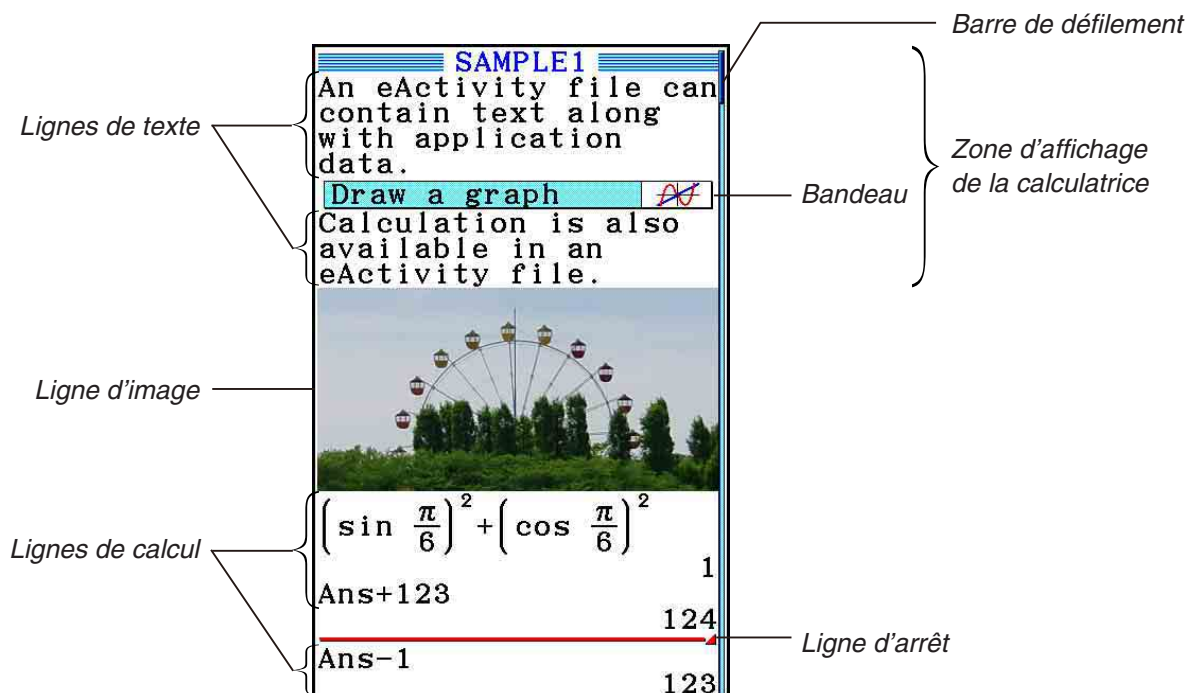 Barre de défilement
SAMPLE1
An eActivity file can
contain text along
with application
data.
Lignes de texte
Zone d'affichage
de la calculatrice
Draw a graph
Bandeau
Calculation is also
available in an
eActivity file.
Ligne d'image
(sin π/6)²+(cos π/6)²
1
Lignes de calcul
Ans+123
124
Ligne d'arrêt
Ans−1
123